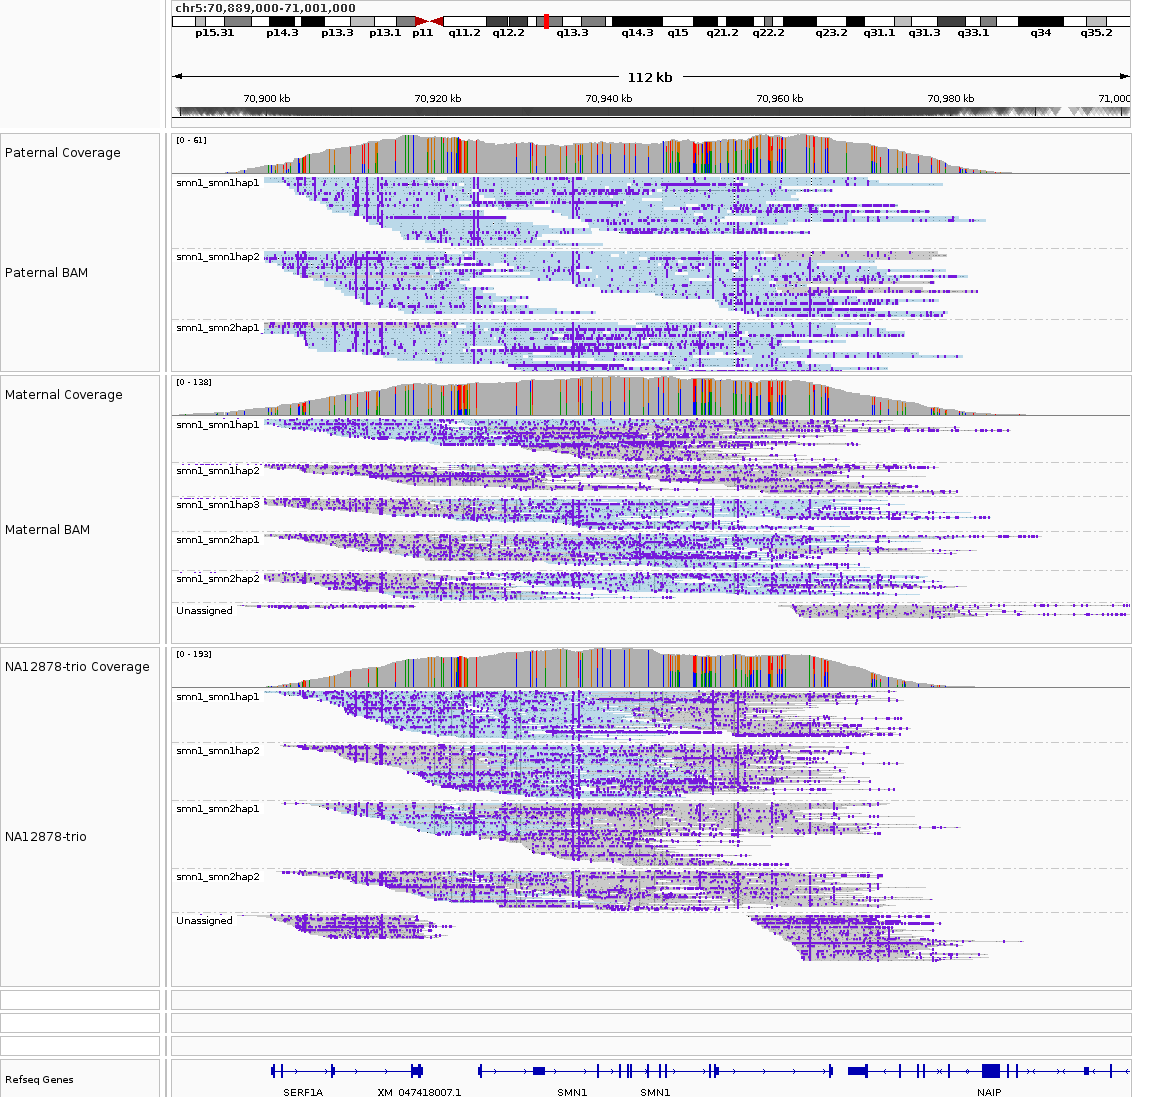 chr5:70,889,000-71,001,000
p15.31 p14.3 p13.3 p13.1 p11 q11.2 q12.2 q13.3 q14.3 q15 q21.2 q22.2 q23.2 q31.1 q31.3 q33.1 q34 q35.2
112 kb
70,900 kb 70,920 kb 70,940 kb 70,960 kb 70,980 kb 71,000
Paternal Coverage
[0 - 61]
smn1_smn1hap1
smn1_smn1hap2
Paternal BAM
smn1_smn2hap1
Maternal Coverage
[0 - 138]
smn1_smn1hap1
smn1_smn1hap2
smn1_smn1hap3
Maternal BAM
smn1_smn2hap1
smn1_smn2hap2
Unassigned
NA12878-trio Coverage
[0 - 193]
smn1_smn1hap1
smn1_smn1hap2
smn1_smn2hap1
NA12878-trio
smn1_smn2hap2
Unassigned
Refseq Genes
SERF1A XM_047418007.1 SMN1 SMN1 NAIP